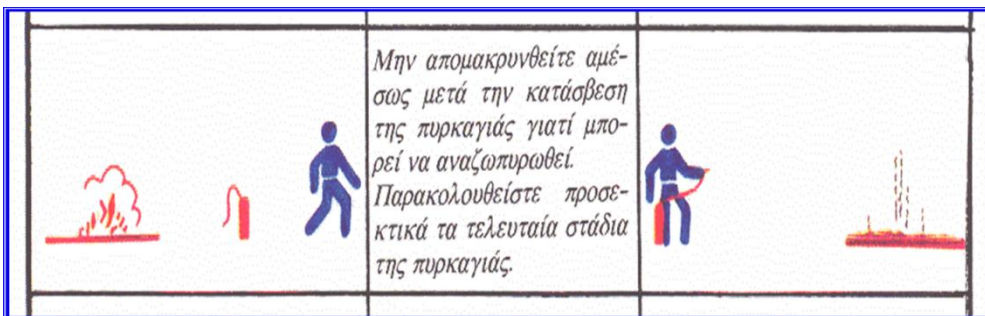 Μην απομακρυνθείτε αμέ-
σως μετά την κατάσβεση
της πυρκαγιάς γιατί μπο-
ρεί να αναζωπυρωθεί.
Παρακολουθείστε προσε-
κτικά τα τελευταία στάδια
της πυρκαγιάς.